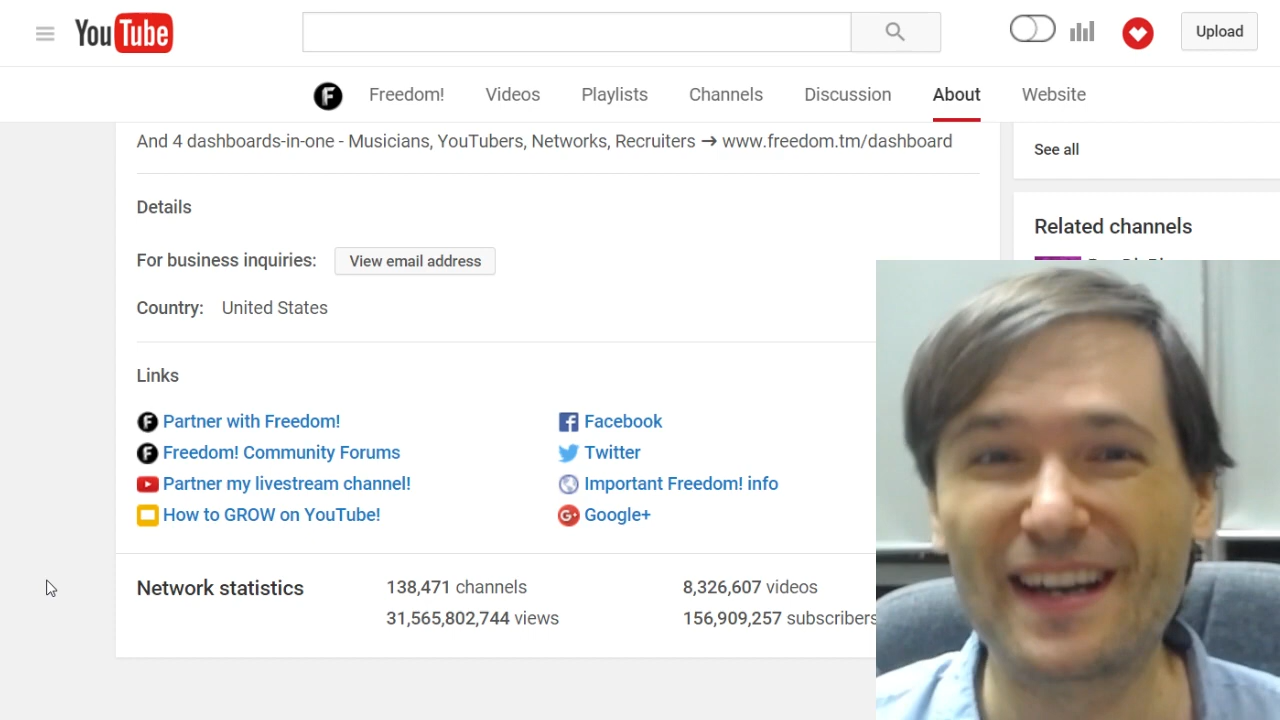 YouTube
Upload
Freedom! Videos Playlists Channels Discussion About Website
And 4 dashboards-in-one - Musicians, YouTubers, Networks, Recruiters → www.freedom.tm/dashboard
See all
Details
Related channels
For business inquiries: View email address
Country: United States
Links
Partner with Freedom! Facebook
Freedom! Community Forums Twitter
Partner my livestream channel! Important Freedom! info
How to GROW on YouTube! Google+
Network statistics 138,471 channels 8,326,607 videos
31,565,802,744 views 156,909,257 subscribers